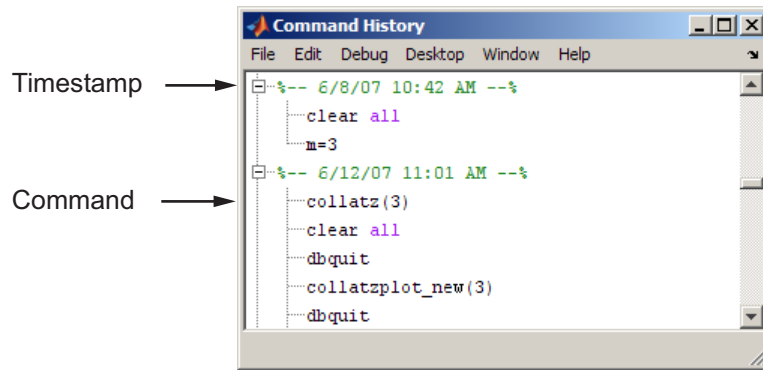 Command History
File Edit Debug Desktop Window Help
Timestamp
%-- 6/8/07 10:42 AM --%
clear all
m=3
%-- 6/12/07 11:01 AM --%
Command
collatz(3)
clear all
dbquit
collatzplot_new(3)
dbquit